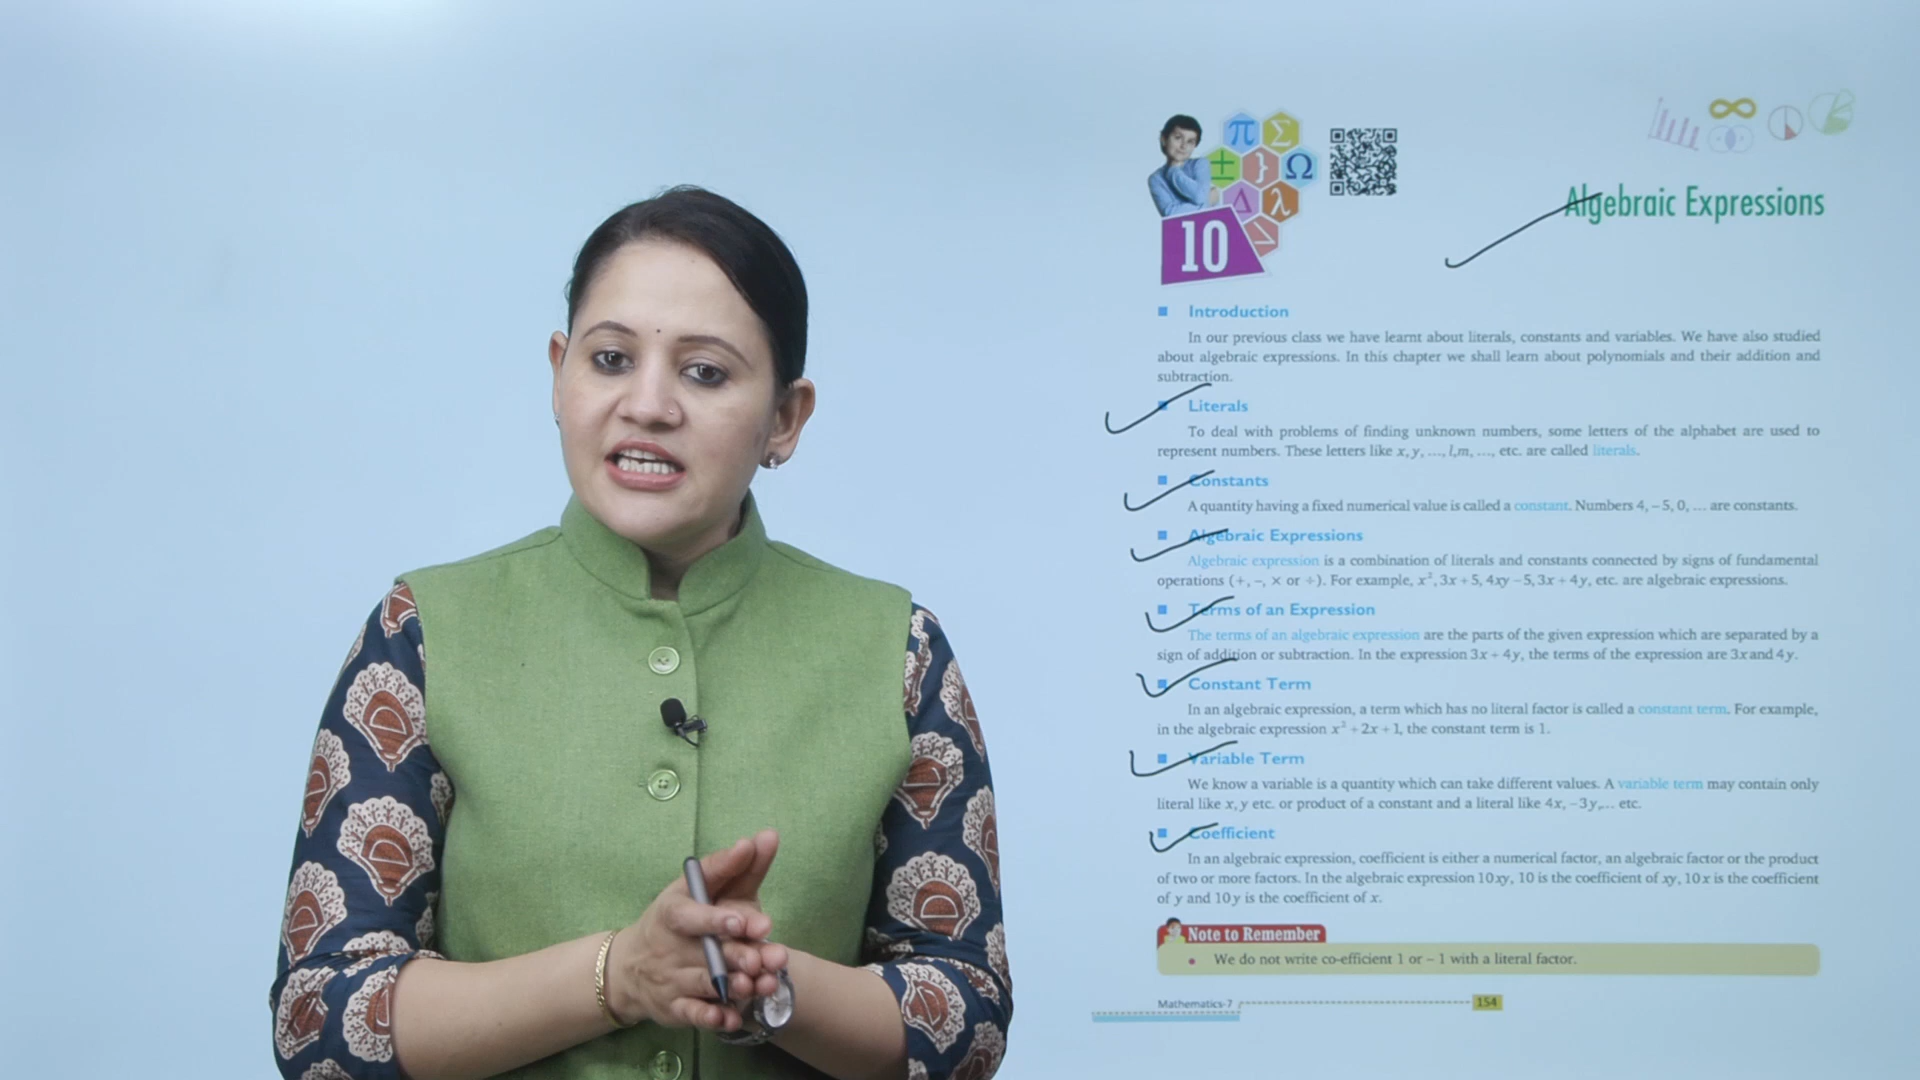 π Σ
± } Ω
Δ λ
10
Algebraic Expressions
Introduction
In our previous class we have learnt about literals, constants and variables. We have also studied
about algebraic expressions. In this chapter we shall learn about polynomials and their addition and
subtraction.
Literals
To deal with problems of finding unknown numbers, some letters of the alphabet are used to
represent numbers. These letters like x, y, ..., l,m, ..., etc. are called literals.
Constants
A quantity having a fixed numerical value is called a constant. Numbers 4, – 5, 0, ... are constants.
Algebraic Expressions
Algebraic expression is a combination of literals and constants connected by signs of fundamental
operations (+, –, × or ÷). For example, x², 3x + 5, 4xy – 5, 3x + 4y, etc. are algebraic expressions.
Terms of an Expression
The terms of an algebraic expression are the parts of the given expression which are separated by a
sign of addition or subtraction. In the expression 3x + 4y, the terms of the expression are 3x and 4y.
Constant Term
In an algebraic expression, a term which has no literal factor is called a constant term. For example,
in the algebraic expression x² + 2x + 1, the constant term is 1.
Variable Term
We know a variable is a quantity which can take different values. A variable term may contain only
literal like x, y etc. or product of a constant and a literal like 4x, –3y,... etc.
Coefficient
In an algebraic expression, coefficient is either a numerical factor, an algebraic factor or the product
of two or more factors. In the algebraic expression 10xy, 10 is the coefficient of xy, 10x is the coefficient
of y and 10y is the coefficient of x.
Note to Remember
• We do not write co-efficient 1 or – 1 with a literal factor.
Mathematics-7 154